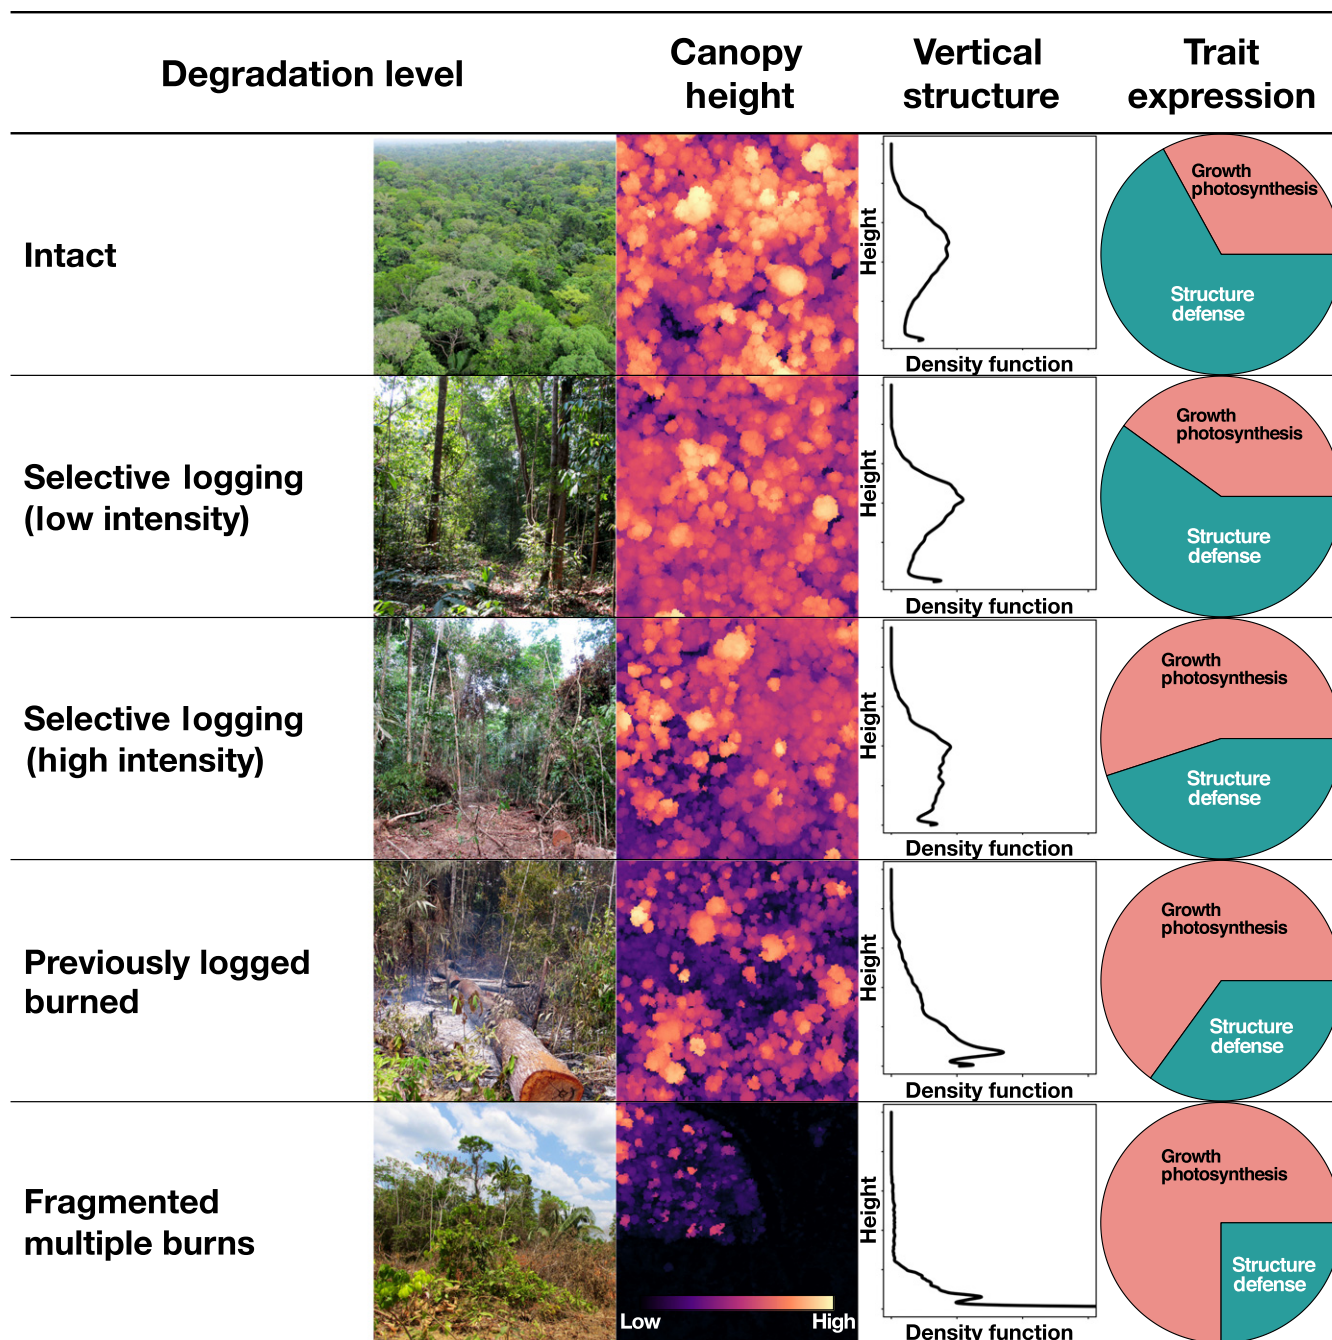 Degradation level
Canopy
height
Vertical
structure
Trait
expression
Intact
Height
Density function
Growth
photosynthesis
Structure
defense
Selective logging
(low intensity)
Height
Density function
Growth
photosynthesis
Structure
defense
Selective logging
(high intensity)
Height
Density function
Growth
photosynthesis
Structure
defense
Previously logged
burned
Height
Density function
Growth
photosynthesis
Structure
defense
Fragmented
multiple burns
Low
High
Height
Density function
Growth
photosynthesis
Structure
defense